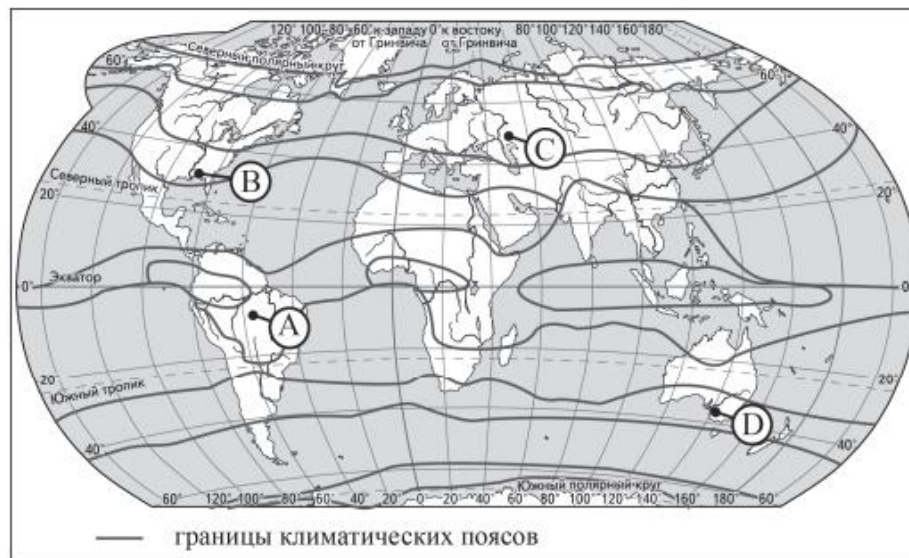 120° 100° 80° 60° к западу 0° к востоку 80° 100° 120° 140° 160° 180°
от Гринвича от Гринвича
Северный полярный круг
60° 60°
40° 40°
C
B
Северный тропик
20° 20°
Экватор
0° 0°
A
20° 20°
Южный тропик
D
40° 40°
Южный полярный круг
60° 120° 100° 80° 60° 40° 20° 0° 20° 40° 60° 80° 100° 120° 140° 160° 180° 60°
границы климатических поясов